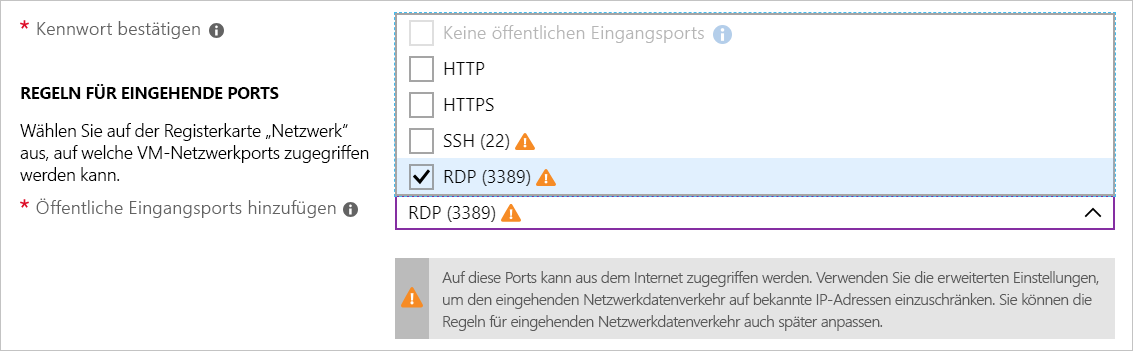 * Kennwort bestätigen
Keine öffentlichen Eingangsports
HTTP
HTTPS
SSH (22)
RDP (3389)
REGELN FÜR EINGEHENDE PORTS
Wählen Sie auf der Registerkarte „Netzwerk“
aus, auf welche VM-Netzwerkports zugegriffen
werden kann.
* Öffentliche Eingangsports hinzufügen
RDP (3389)
Auf diese Ports kann aus dem Internet zugegriffen werden. Verwenden Sie die erweiterten Einstellungen,
um den eingehenden Netzwerkdatenverkehr auf bekannte IP-Adressen einzuschränken. Sie können die
Regeln für eingehenden Netzwerkdatenverkehr auch später anpassen.